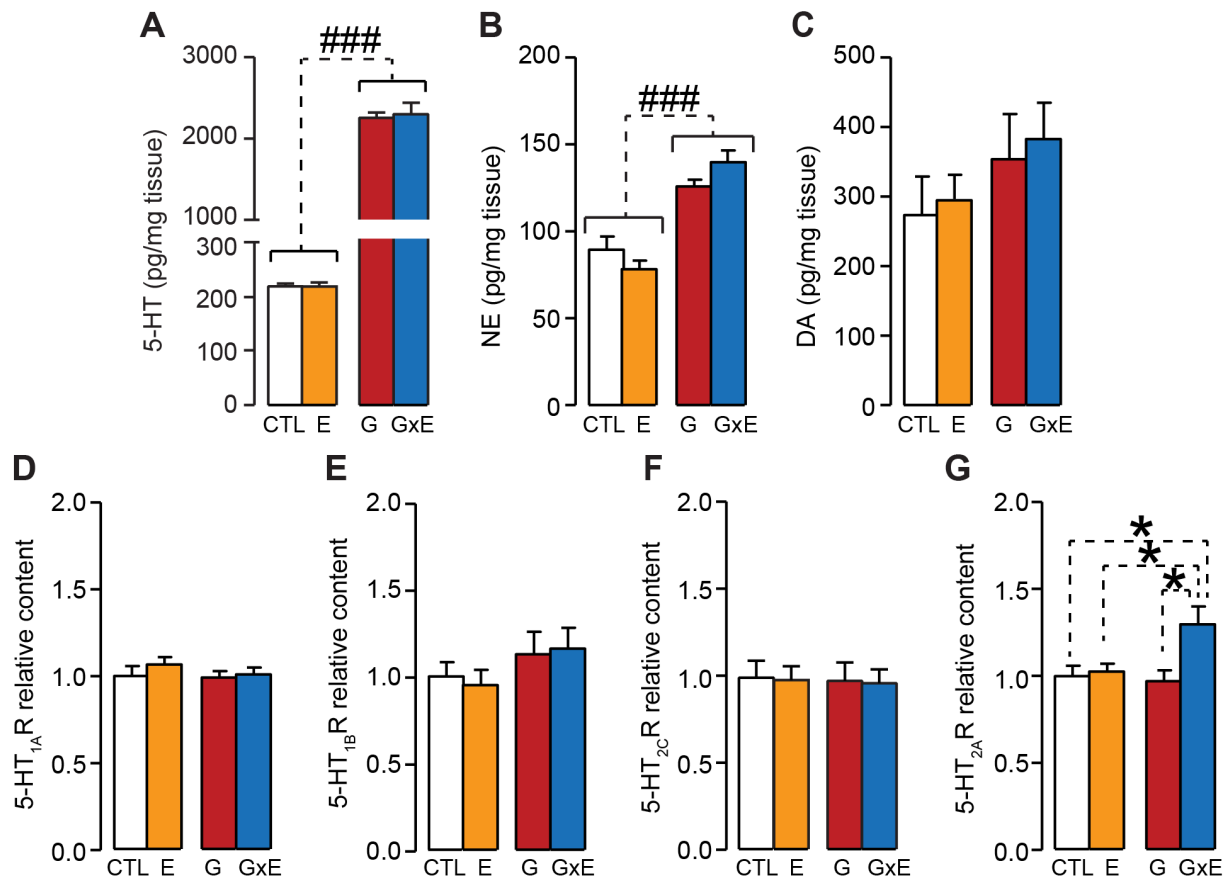 A
###
3000
2000
1000
300
200
100
0
5-HT (pg/mg tissue)
CTL E G GxE
B
###
200
150
100
50
0
NE (pg/mg tissue)
CTL E G GxE
C
500
400
300
200
100
0
DA (pg/mg tissue)
CTL E G GxE
D
2.0
1.5
1.0
0.5
0.0
5-HT1AR relative content
CTL E G GxE
E
2.0
1.5
1.0
0.5
0.0
5-HT1BR relative content
CTL E G GxE
F
2.0
1.5
1.0
0.5
0.0
5-HT2CR relative content
CTL E G GxE
G
*
*
*
2.0
1.5
1.0
0.5
0.0
5-HT2AR relative content
CTL E G GxE